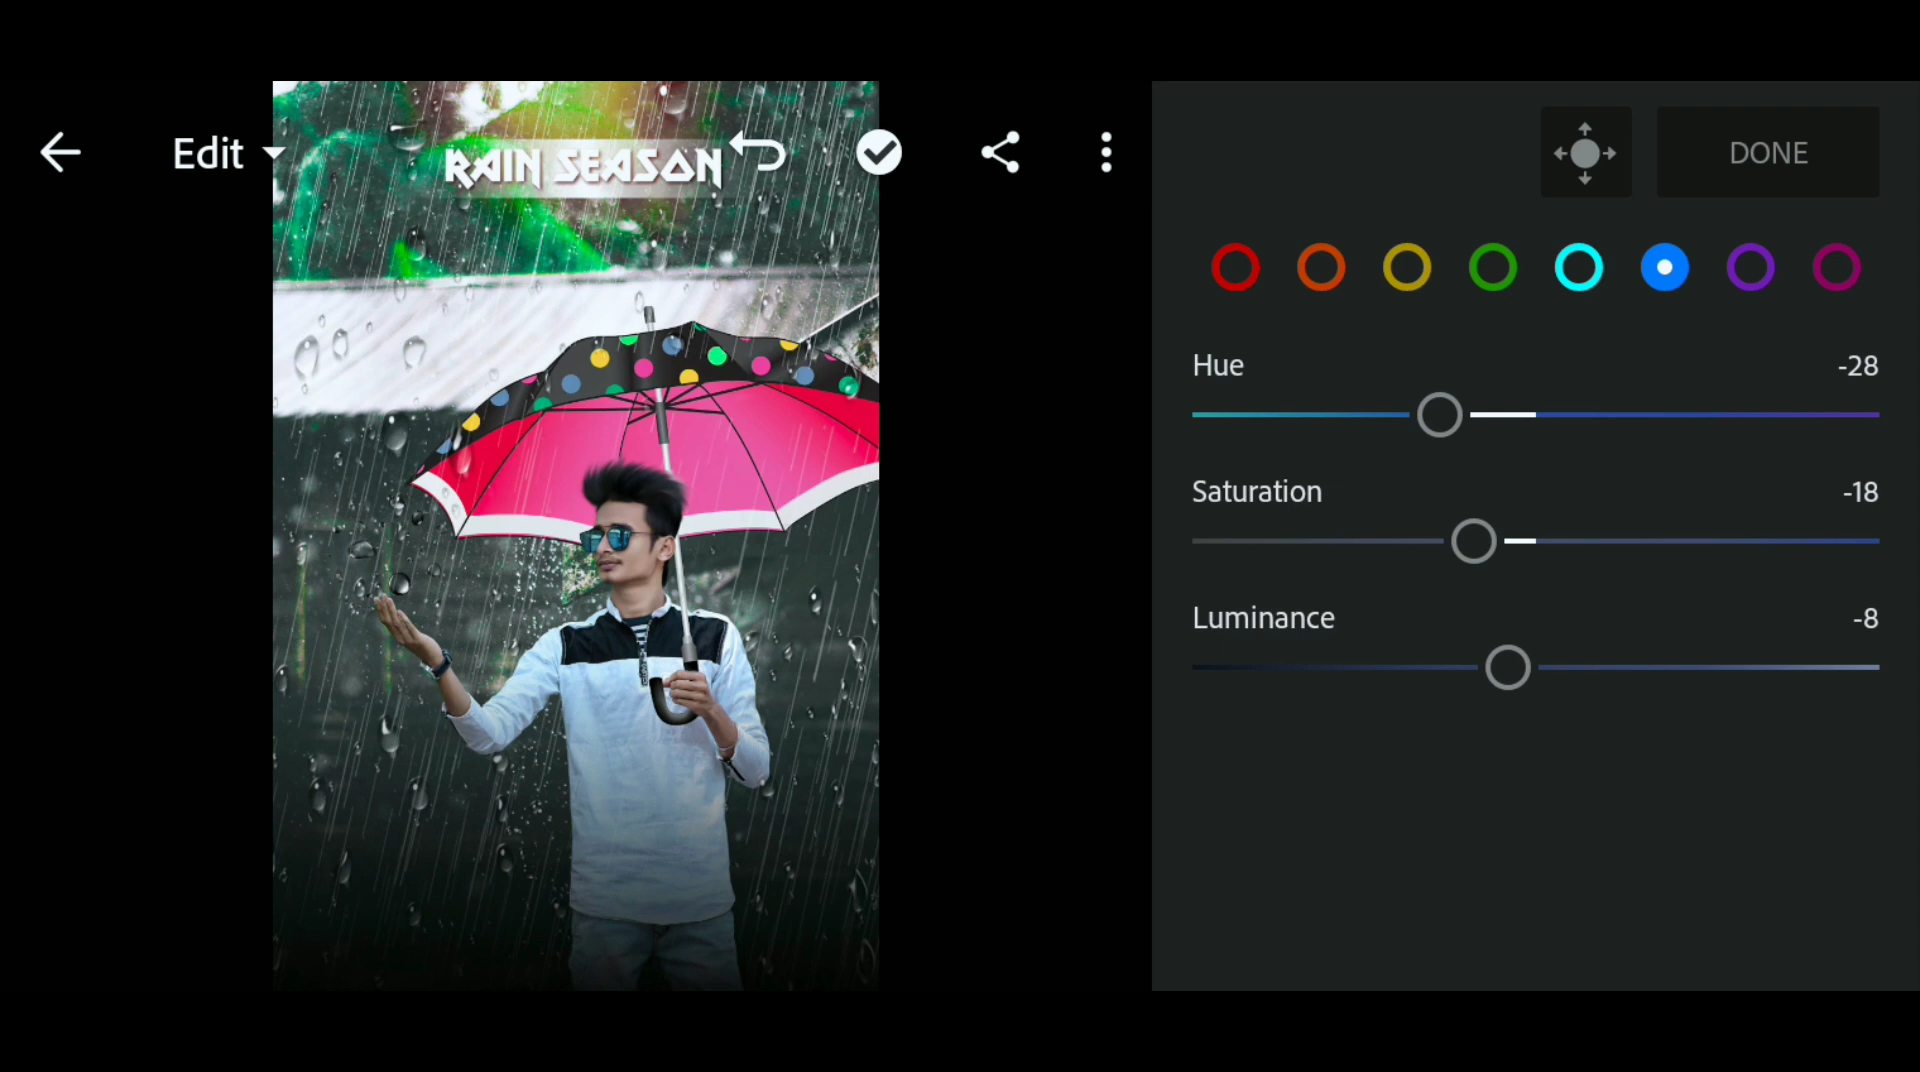 Edit
RAIN SEASON
DONE
Hue -28
Saturation -18
Luminance -8